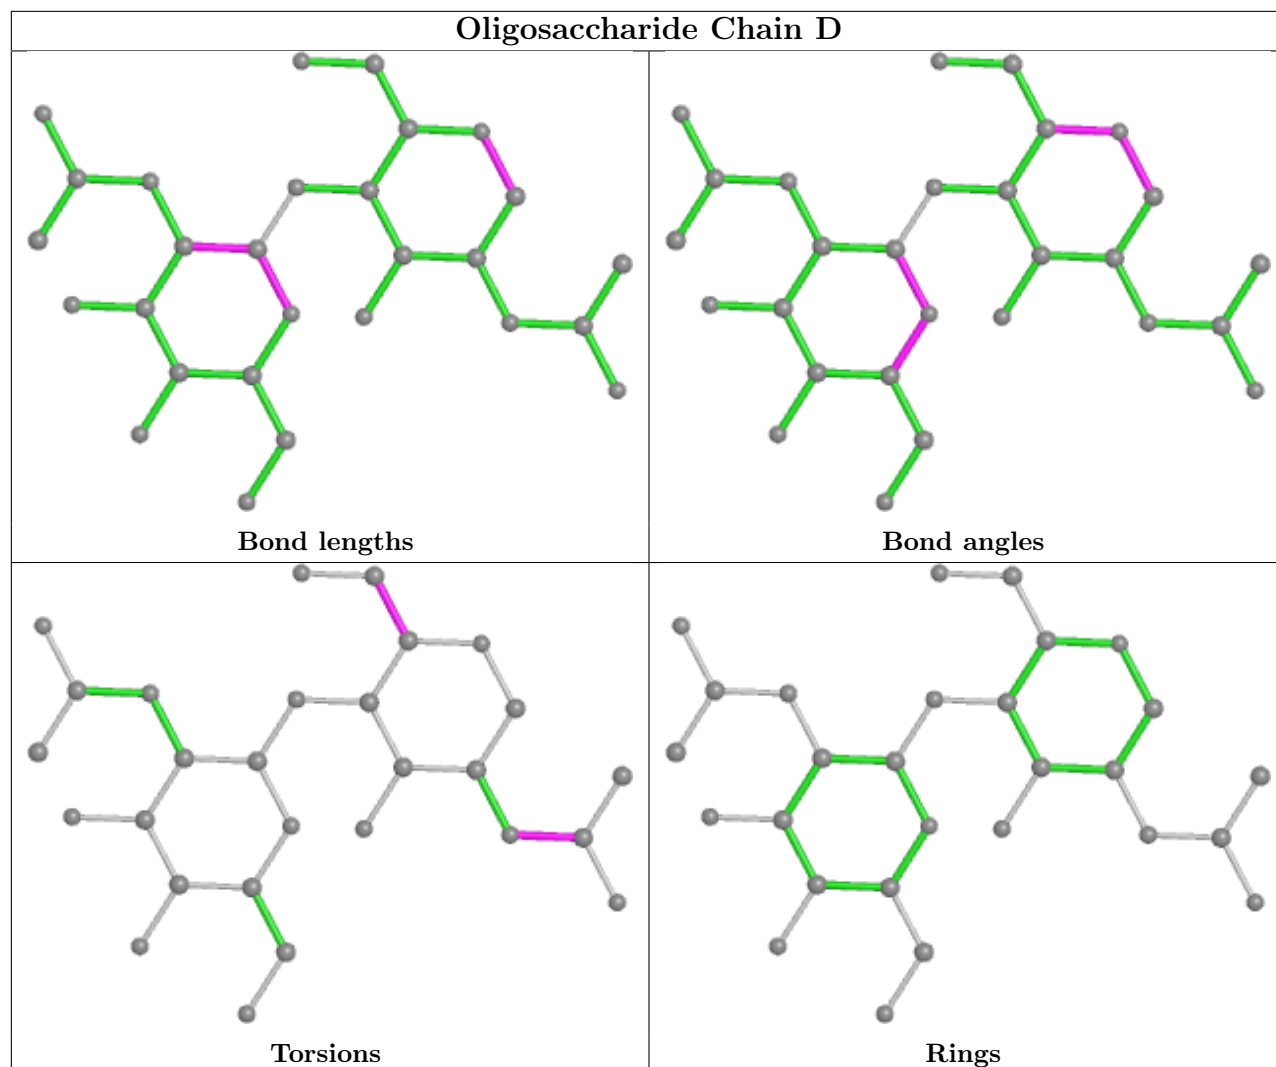 Oligosaccharide Chain D
Bond lengths
Bond angles
Torsions
Rings